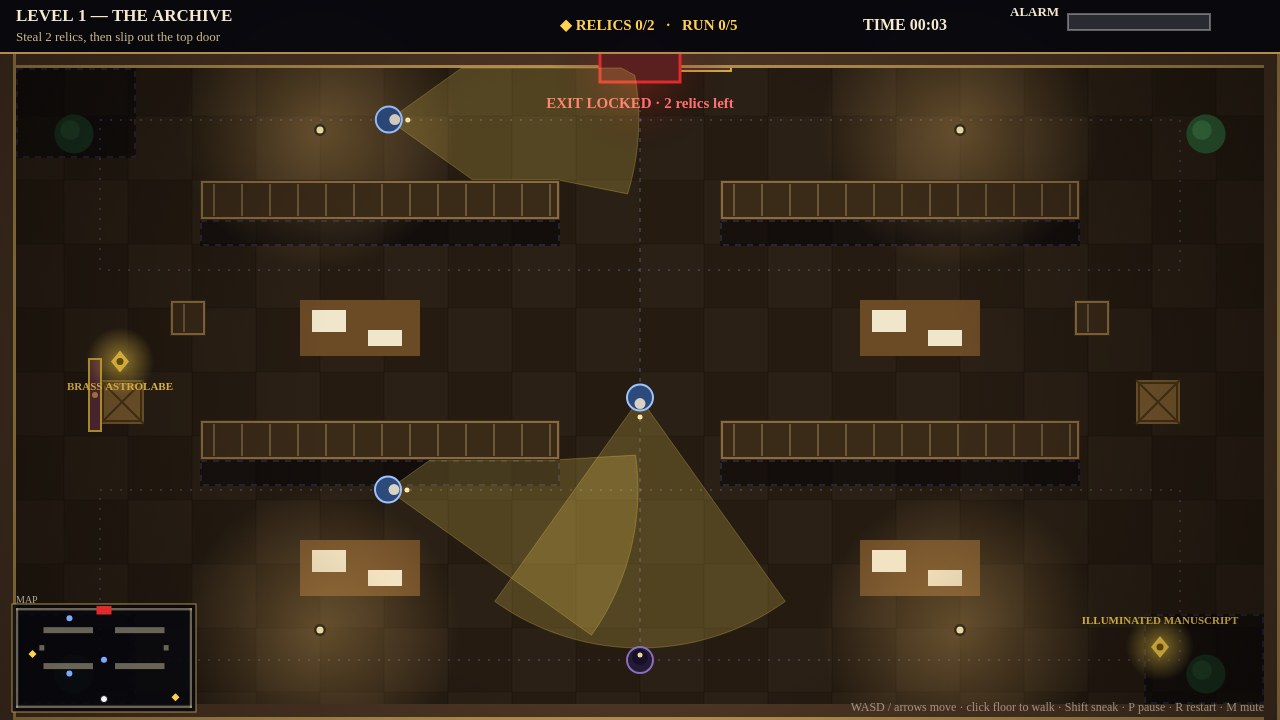 LEVEL 1 — THE ARCHIVE
Steal 2 relics, then slip out the top door
◆ RELICS 0/2 · RUN 0/5
TIME 00:03
ALARM
EXIT LOCKED · 2 relics left
BRASS ASTROLABE
MAP
ILLUMINATED MANUSCRIPT
WASD / arrows move · click floor to walk · Shift sneak · P pause · R restart · M mute